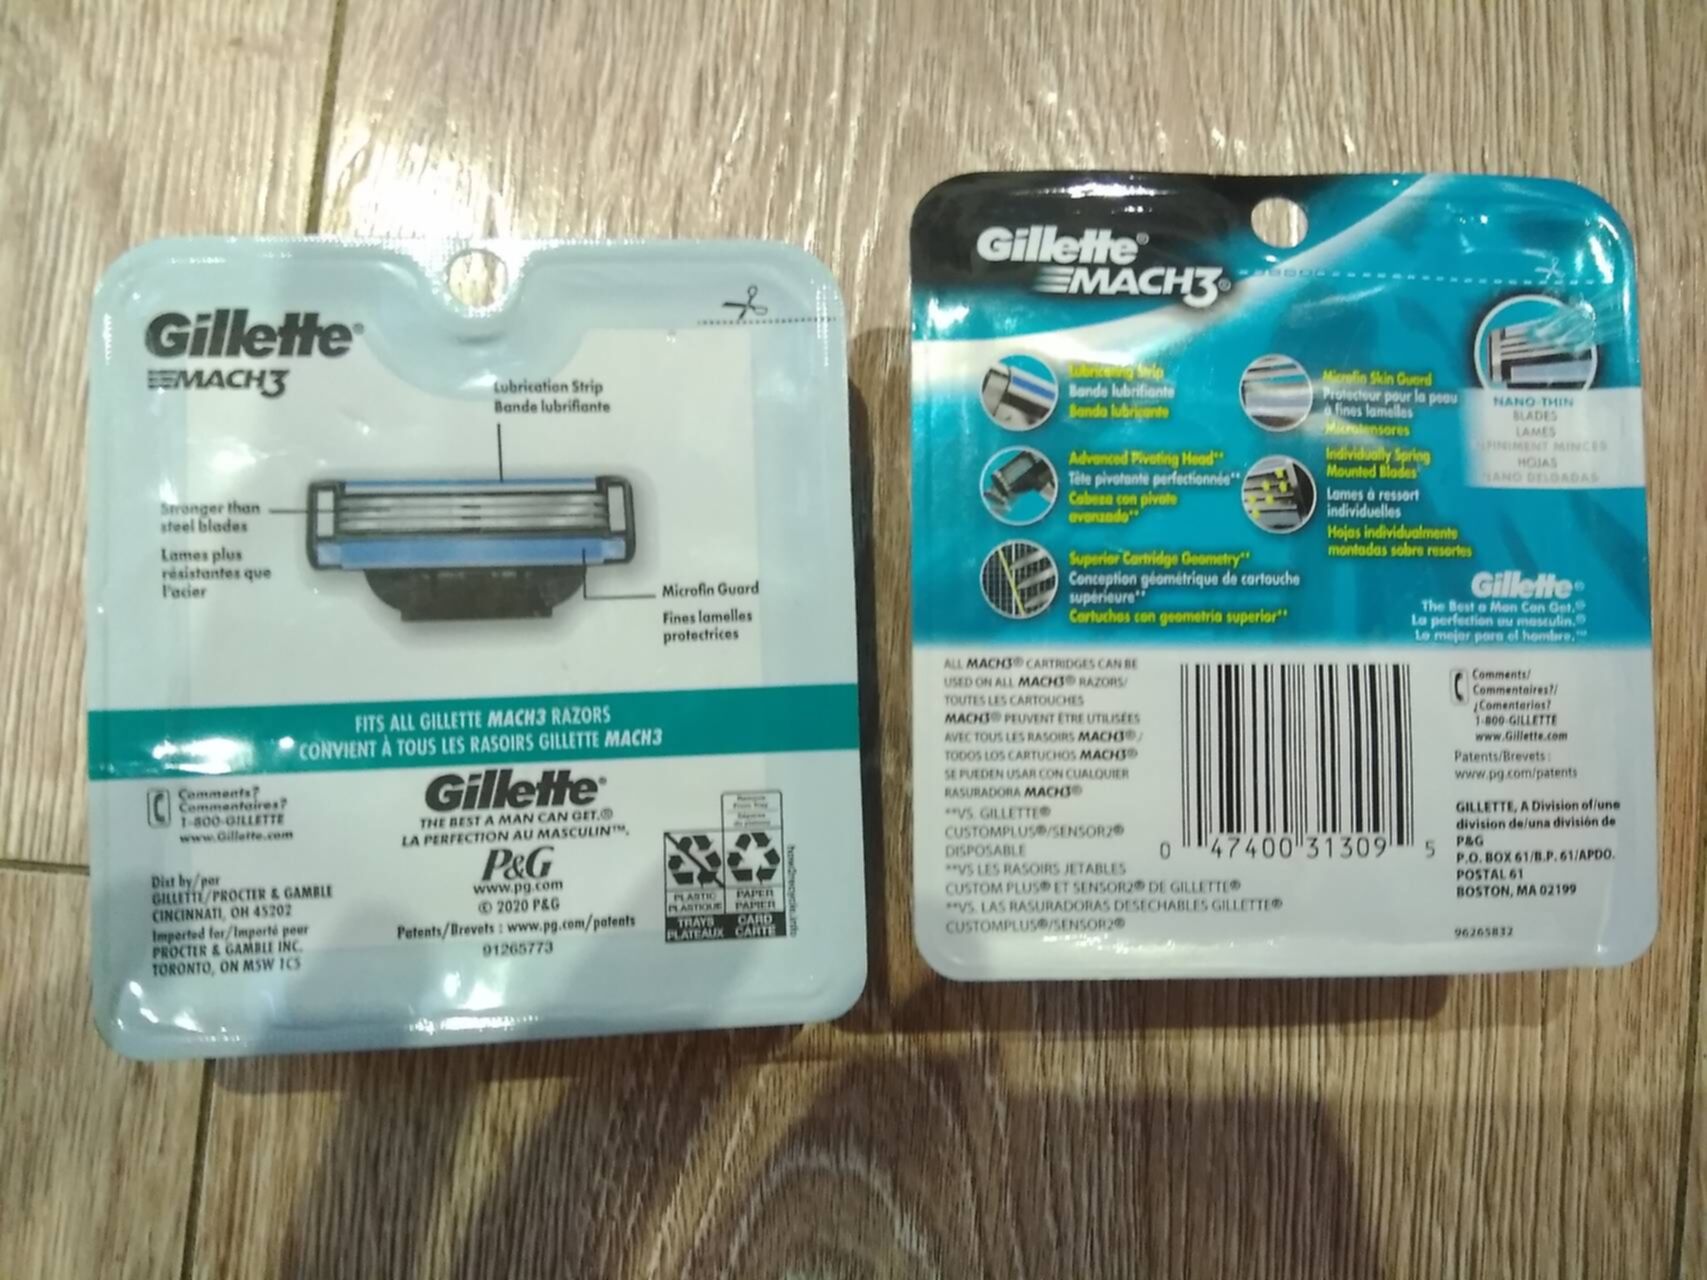 Gillette®
MACH3
Lubrication Strip
Bande lubrifiante
Stronger than
steel blades
Lames plus
résistantes que
l'acier
Microfin Guard
Fines lamelles
protectrices
FITS ALL GILLETTE MACH3 RAZORS
CONVIENT À TOUS LES RASOIRS GILLETTE MACH3
Comments?
Commentaires?
1-800-GILLETTE
www.Gillette.com
Gillette®
THE BEST A MAN CAN GET.®
LA PERFECTION AU MASCULIN™.
P&G
www.pg.com
© 2020 P&G
Patents/Brevets : www.pg.com/patents
91265773
Dist by/par
GILLETTE/PROCTER & GAMBLE
CINCINNATI, OH 45202
Imported for/Importé pour
PROCTER & GAMBLE INC.
TORONTO, ON M5W 1C5
PLASTIC
PLASTIQUE
TRAYS
PLATEAUX
PAPER
PAPIER
CARD
CARTE
how2recycle.info
Gillette®
MACH3®
Lubricating Strip
Bande lubrifiante
Banda lubricante
Advanced Pivoting Head**
Tête pivotante perfectionnée**
Cabeza con pivote
avanzado**
Superior Cartridge Geometry**
Conception géométrique de cartouche
supérieure**
Cartuchos con geometría superior**
Microfin Skin Guard
Protecteur pour la peau
à fines lamelles
Microtensores
Individually Spring
Mounted Blades
Lames à ressort
individuelles
Hojas individualmente
montadas sobre resortes
NANO-THIN
BLADES
LAMES
INFINIMENT MINCES
HOJAS
NANO DELGADAS
Gillette®
The Best a Man Can Get.®
La perfection au masculin.®
Lo mejor para el hombre.™
ALL MACH3® CARTRIDGES CAN BE
USED ON ALL MACH3® RAZORS/
TOUTES LES CARTOUCHES
MACH3® PEUVENT ÊTRE UTILISÉES
AVEC TOUS LES RASOIRS MACH3®/
TODOS LOS CARTUCHOS MACH3®
SE PUEDEN USAR CON CUALQUIER
RASURADORA MACH3®
**VS. GILLETTE®
CUSTOMPLUS®/SENSOR2®
DISPOSABLE
**VS LES RASOIRS JETABLES
CUSTOM PLUS® ET SENSOR2® DE GILLETTE®
**VS. LAS RASURADORAS DESECHABLES GILLETTE®
CUSTOMPLUS®/SENSOR2®
0 47400 31309 5
Comments/
Commentaires?/
¿Comentarios?
1-800-GILLETTE
www.Gillette.com
Patents/Brevets :
www.pg.com/patents
GILLETTE, A Division of/une
division de/una división de
P&G
P.O. BOX 61/B.P. 61/APDO.
POSTAL 61
BOSTON, MA 02199
96265832